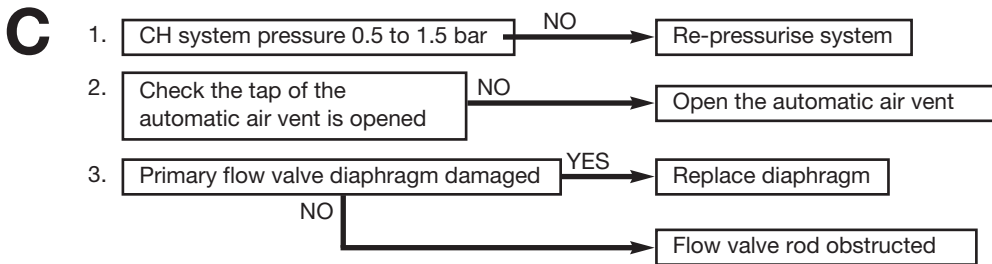 C
1. CH system pressure 0.5 to 1.5 bar
NO
Re-pressurise system
2. Check the tap of the
automatic air vent is opened
NO
Open the automatic air vent
3. Primary flow valve diaphragm damaged
YES
Replace diaphragm
NO
Flow valve rod obstructed